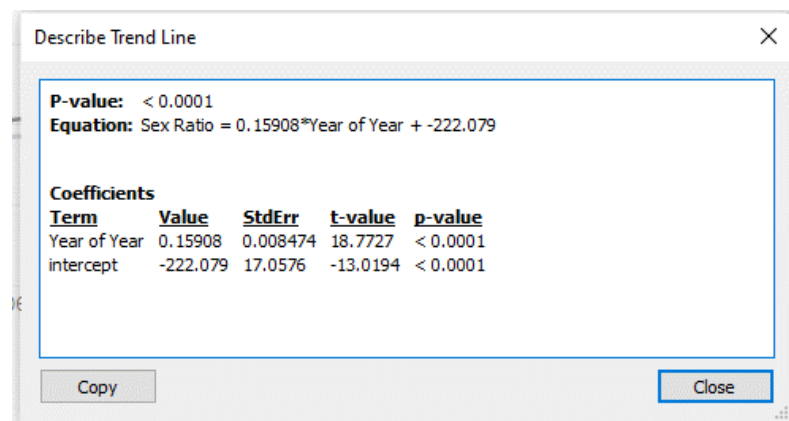 Describe Trend Line
P-value: < 0.0001
Equation: Sex Ratio = 0.15908*Year of Year + -222.079
Coefficients
Term Value StdErr t-value p-value
Year of Year 0.15908 0.008474 18.7727 < 0.0001
intercept -222.079 17.0576 -13.0194 < 0.0001
Copy Close